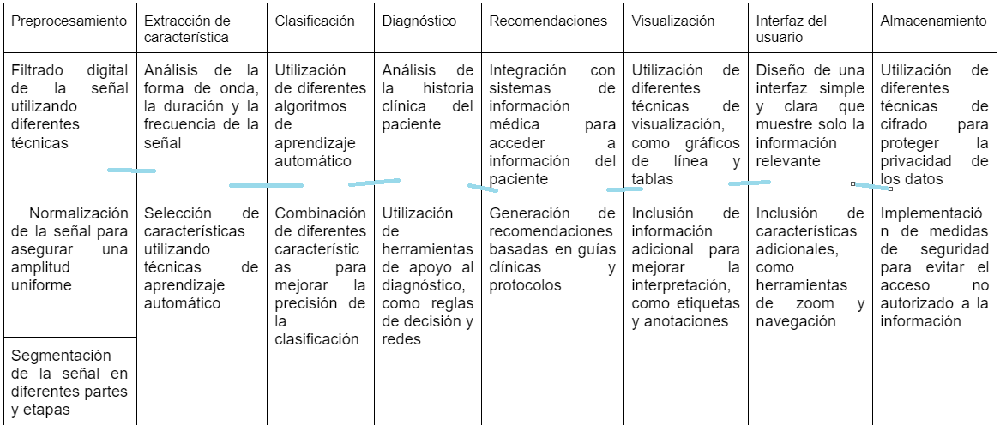 Preprocesamiento
Extracción de
característica
Clasificación
Diagnóstico
Recomendaciones
Visualización
Interfaz del
usuario
Almacenamiento
Filtrado digital
de la señal
utilizando
diferentes
técnicas
Análisis de la
forma de onda,
la duración y la
frecuencia de la
señal
Utilización
de diferentes
algoritmos
de
aprendizaje
automático
Análisis de
la historia
clínica del
paciente
Integración con
sistemas de
información
médica para
acceder a
información del
paciente
Utilización de
diferentes
técnicas de
visualización,
como gráficos
de línea y
tablas
Diseño de una
interfaz simple
y clara que
muestre solo la
información
relevante
Utilización de
diferentes
técnicas de
cifrado para
proteger la
privacidad de
los datos
Normalización
de la señal para
asegurar una
amplitud
uniforme
Selección de
características
utilizando
técnicas de
aprendizaje
automático
Combinación
de diferentes
característic
as para
mejorar la
precisión de
la
clasificación
Utilización
de
herramientas
de apoyo al
diagnóstico,
como reglas
de decisión y
redes
Generación de
recomendaciones
basadas en guías
clínicas y
protocolos
Inclusión de
información
adicional para
mejorar la
interpretación,
como etiquetas
y anotaciones
Inclusión de
características
adicionales,
como
herramientas
de zoom y
navegación
Implementació
n de medidas
de seguridad
para evitar el
acceso no
autorizado a la
información
Segmentación
de la señal en
diferentes partes
y etapas